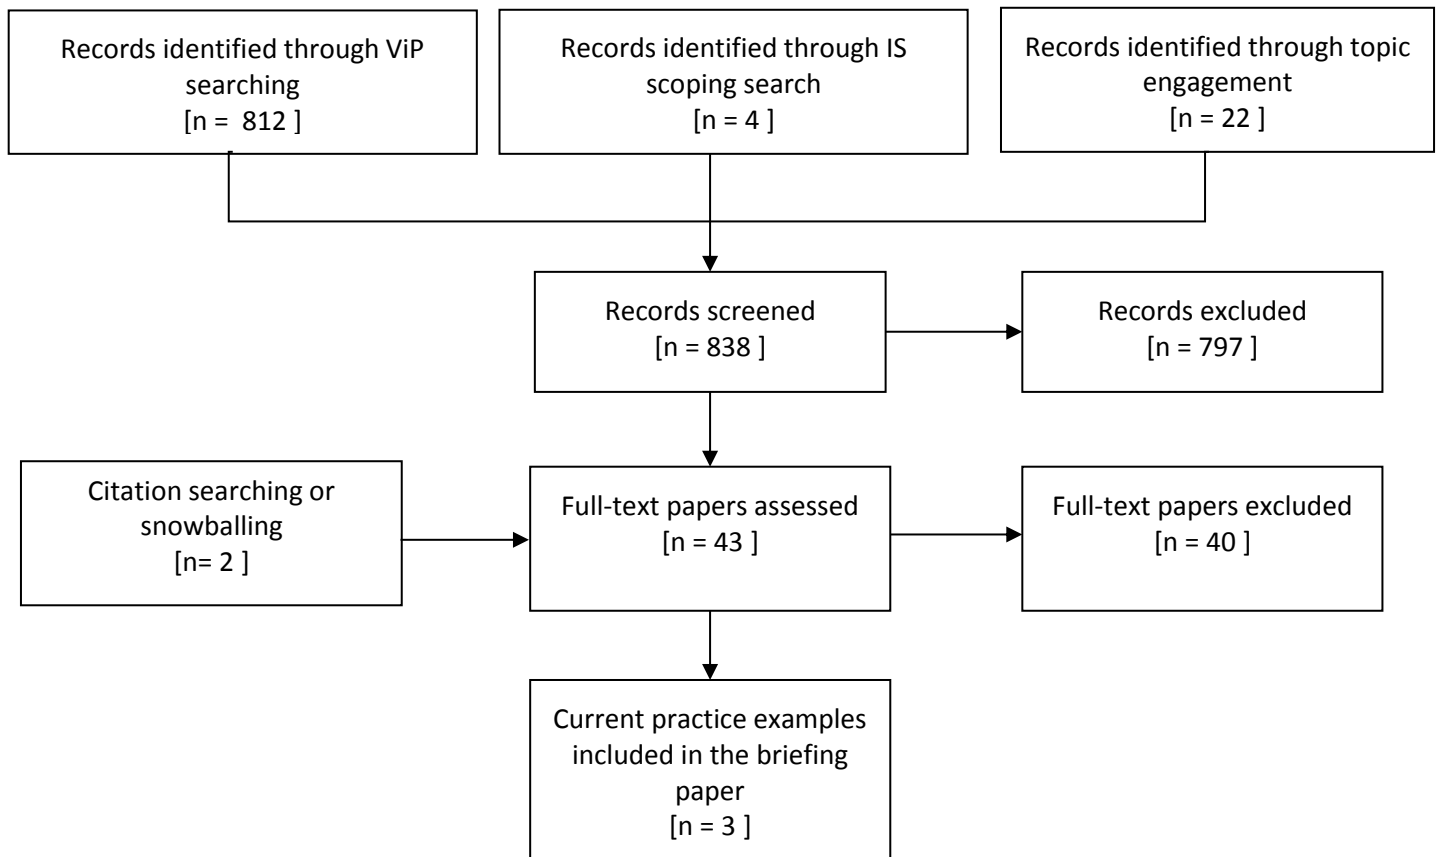 Records identified through ViP
searching
[n =  812 ]
Records identified through IS
scoping search
[n = 4 ]
Records identified through topic
engagement
[n = 22 ]
Records screened
[n = 838 ]
Records excluded
[n = 797 ]
Citation searching or
snowballing
[n= 2 ]
Full-text papers assessed
[n = 43 ]
Full-text papers excluded
[n = 40 ]
Current practice examples
included in the briefing
paper
[n = 3 ]